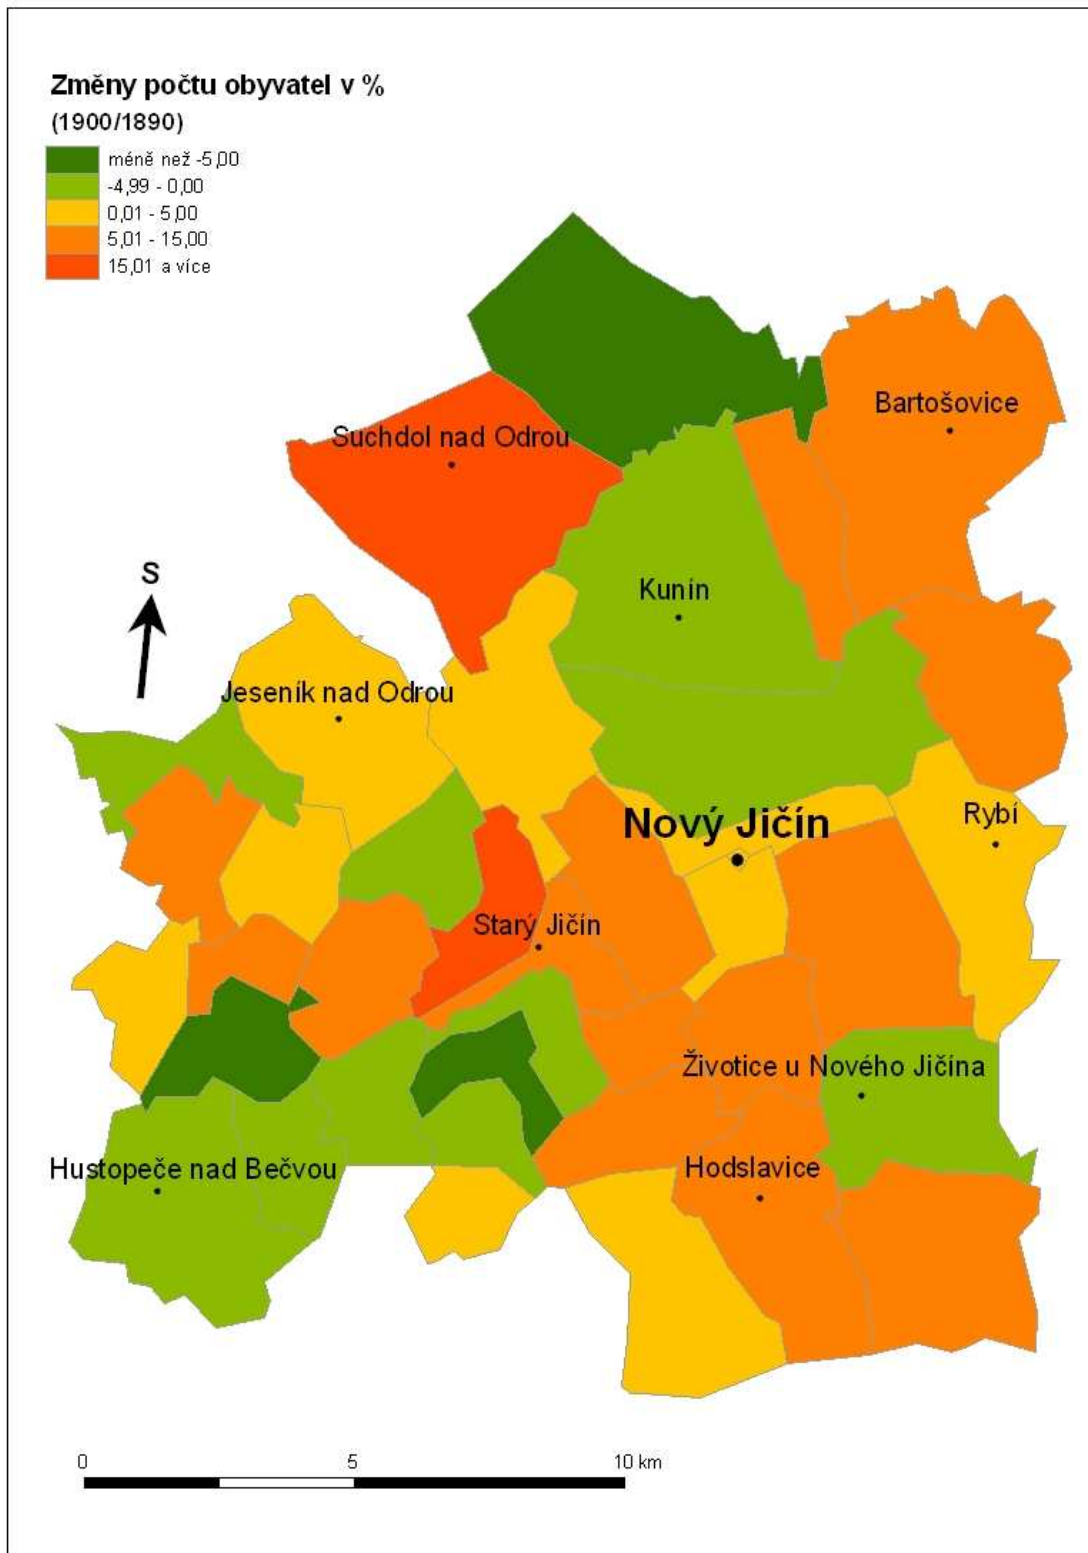 Změny počtu obyvatel v %
(1900/1890)
méně než -5,00
-4,99 - 0,00
0,01 - 5,00
5,01 - 15,00
15,01 a více
Bartošovice
Suchdol nad Odrou
S
Kunín
Jeseník nad Odrou
Nový Jičín
Rybí
Starý Jičín
Životice u Nového Jičína
Hustopeče nad Bečvou
Hodslavice
0 5 10 km